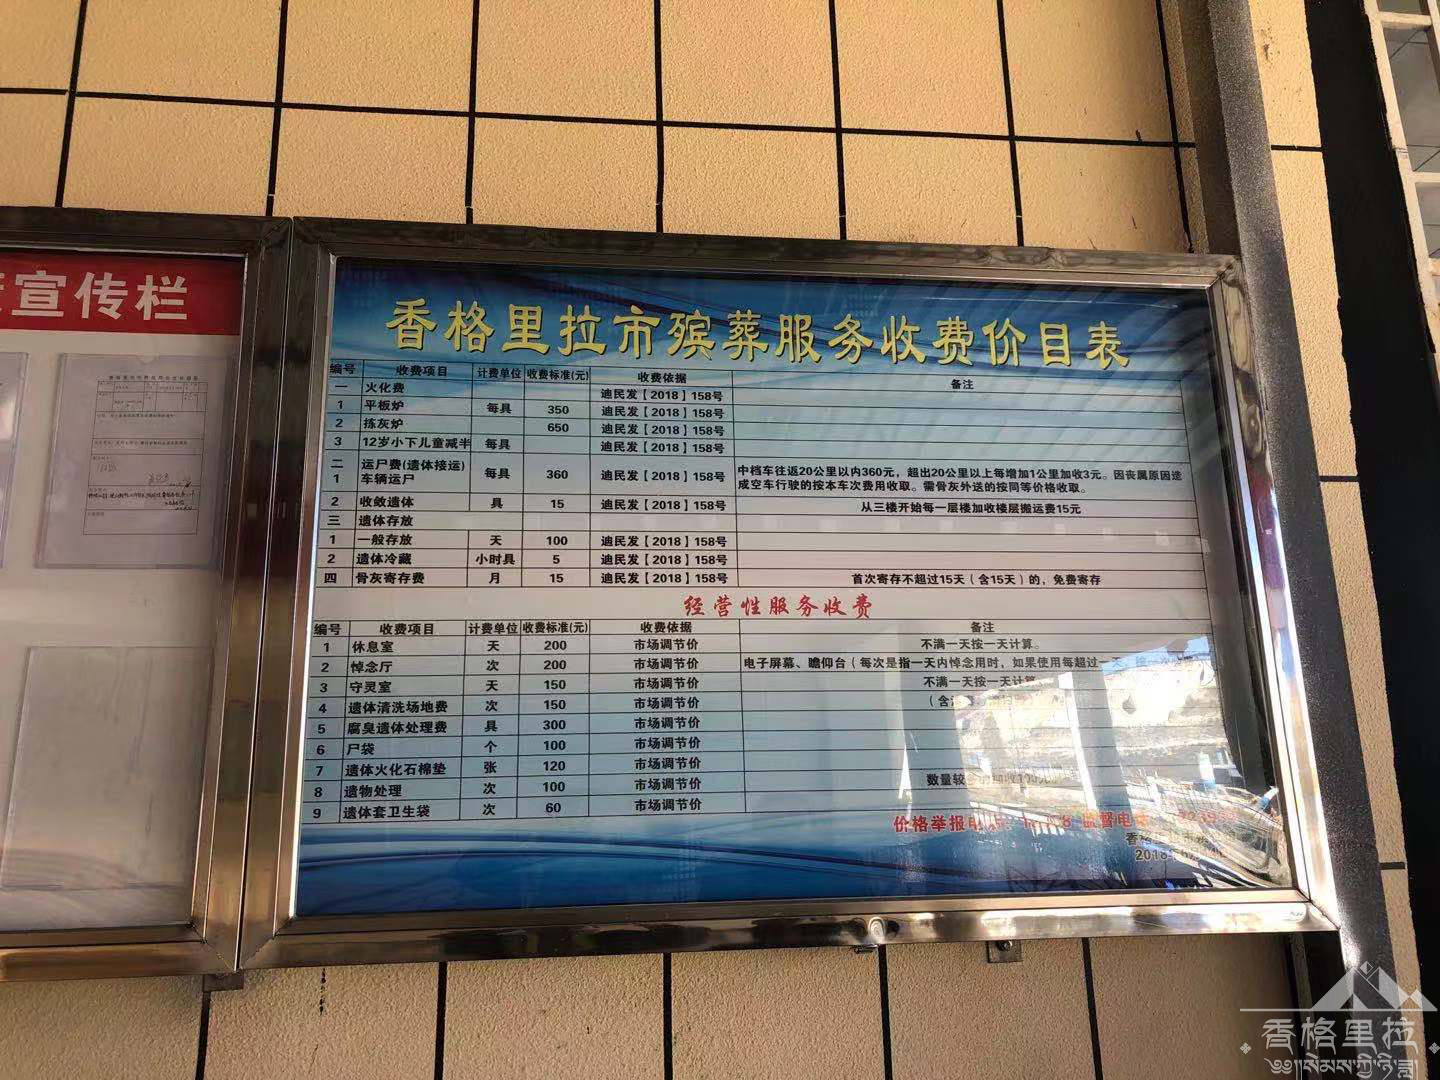 宣传栏
香格里拉市殡葬服务收费价目表
编号 收费项目 计费单位 收费标准(元) 收费依据 备注
一 火化费 迪民发【2018】158号
1 平板炉 每具 350 迪民发【2018】158号
2 拣灰炉 650 迪民发【2018】158号
3 12岁小下儿童减半 每具 迪民发【2018】158号
二 运尸费(遗体接运)
1 车辆运尸 每具 360 迪民发【2018】158号 中档车往返20公里以内360元，超出20公里以上每增加1公里加收3元。因丧属原因造
成空车行驶的按本车次费用收取。需骨灰外送的按同等价格收取。
2 收敛遗体 具 15 迪民发【2018】158号 从三楼开始每一层楼加收楼层搬运费15元
三 遗体存放
1 一般存放 天 100 迪民发【2018】158号
2 遗体冷藏 小时具 5 迪民发【2018】158号
四 骨灰寄存费 月 15 迪民发【2018】158号 首次寄存不超过15天（含15天）的，免费寄存
经营性服务收费
编号 收费项目 计费单位 收费标准(元) 收费依据 备注
1 休息室 天 200 市场调节价 不满一天按一天计算。
2 悼念厅 次 200 市场调节价 电子屏幕、瞻仰台（每次是指一天内悼念用时，如果使用每超过一
3 守灵室 天 150 市场调节价 不满一天按一天计算
4 遗体清洗场地费 次 150 市场调节价 （含
5 腐臭遗体处理费 具 300 市场调节价
6 尸袋 个 100 市场调节价
7 遗体火化石棉垫 张 120 市场调节价
8 遗物处理 次 100 市场调节价 数量较
9 遗体套卫生袋 次 60 市场调节价
价格举报 监督电
2018
香格里拉